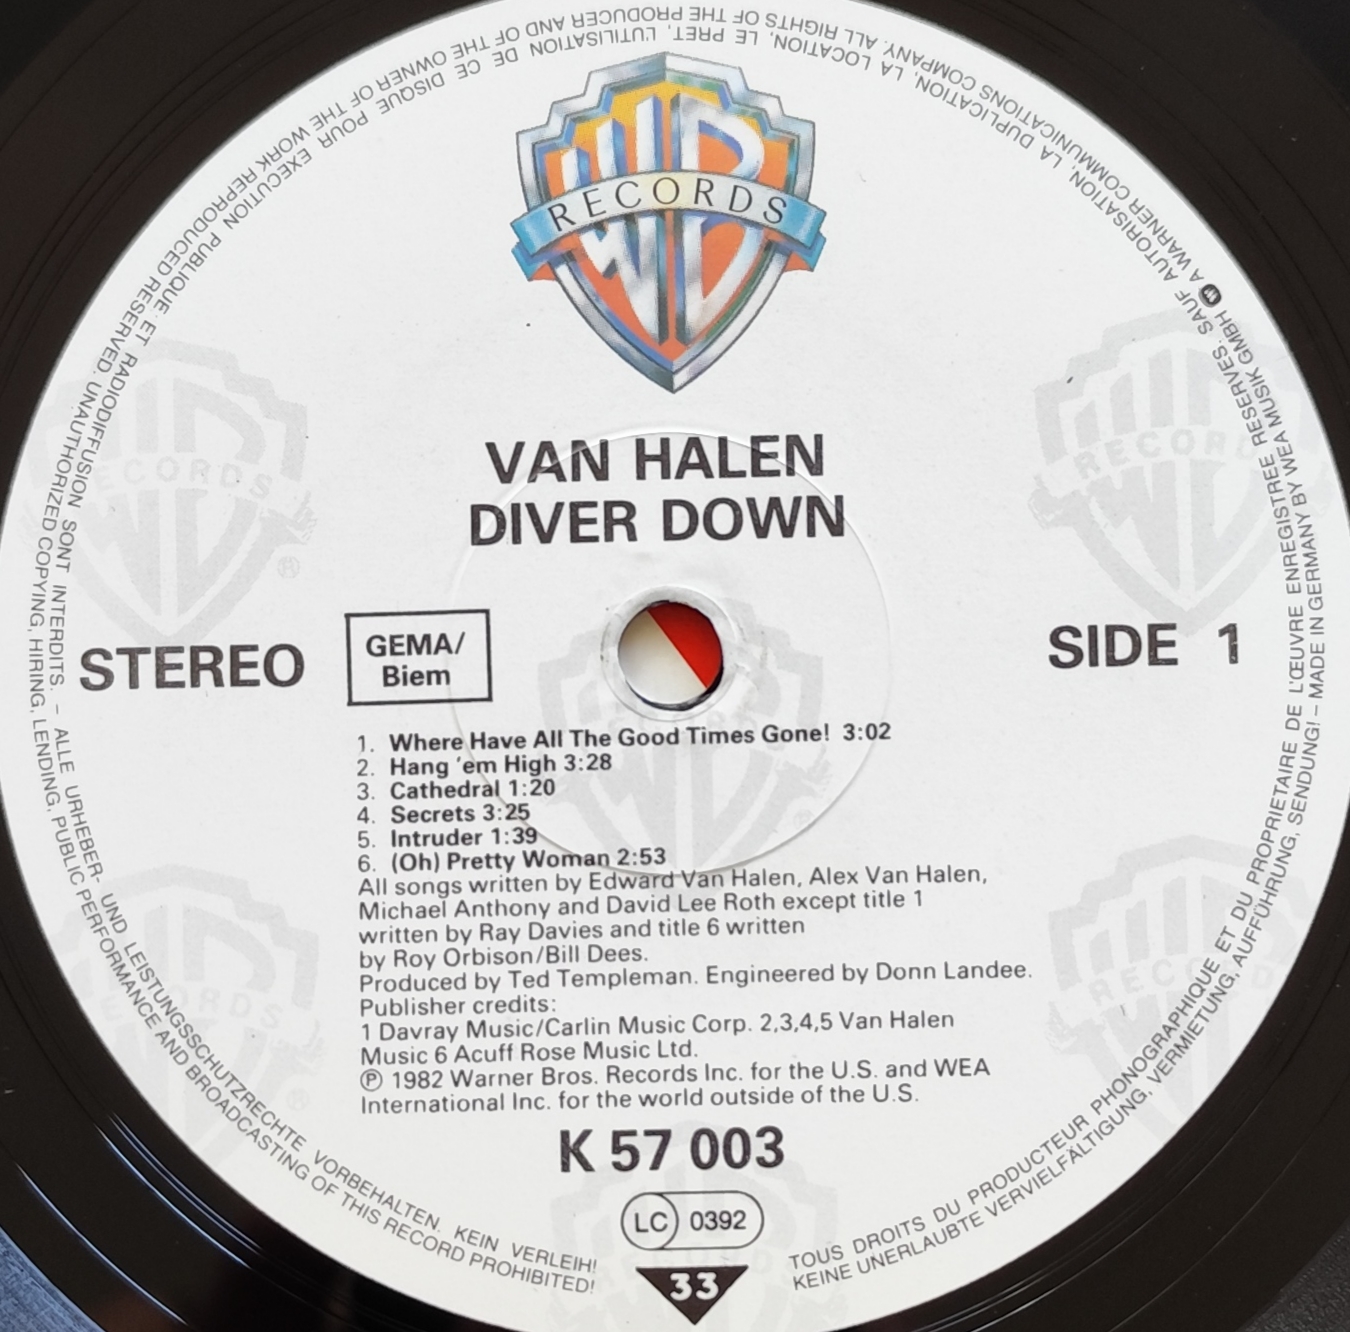 RECORDS
VAN HALEN
DIVER DOWN
STEREO
GEMA/
Biem
SIDE 1
1. Where Have All The Good Times Gone! 3:02
2. Hang 'em High 3:28
3. Cathedral 1:20
4. Secrets 3:25
5. Intruder 1:39
6. (Oh) Pretty Woman 2:53
All songs written by Edward Van Halen, Alex Van Halen,
Michael Anthony and David Lee Roth except title 1
written by Ray Davies and title 6 written
by Roy Orbison/Bill Dees.
Produced by Ted Templeman. Engineered by Donn Landee.
Publisher credits:
1 Davray Music/Carlin Music Corp. 2,3,4,5 Van Halen
Music 6 Acuff Rose Music Ltd.
℗ 1982 Warner Bros. Records Inc. for the U.S. and WEA
International Inc. for the world outside of the U.S.
K 57 003
LC 0392
33
TOUS DROITS DU PRODUCTEUR PHONOGRAPHIQUE ET DU PROPRIETAIRE DE L'ŒUVRE ENREGISTREE RESERVES. SAUF AUTORISATION, LA DUPLICATION, LA LOCATION, LE PRET, L'UTILISATION DE CE DISQUE POUR EXECUTION PUBLIQUE ET RADIODIFFUSION SONT INTERDITS. – ALLE URHEBER- UND LEISTUNGSSCHUTZRECHTE VORBEHALTEN. KEIN VERLEIH!
KEINE UNERLAUBTE VERVIELFÄLTIGUNG, VERMIETUNG, AUFFÜHRUNG, SENDUNG! – MADE IN GERMANY BY WEA MUSIK GMBH A WARNER COMMUNICATIONS COMPANY. ALL RIGHTS OF THE PRODUCER AND OF THE OWNER OF THE WORK REPRODUCED RESERVED. UNAUTHORIZED COPYING, HIRING, LENDING, PUBLIC PERFORMANCE AND BROADCASTING OF THIS RECORD PROHIBITED!